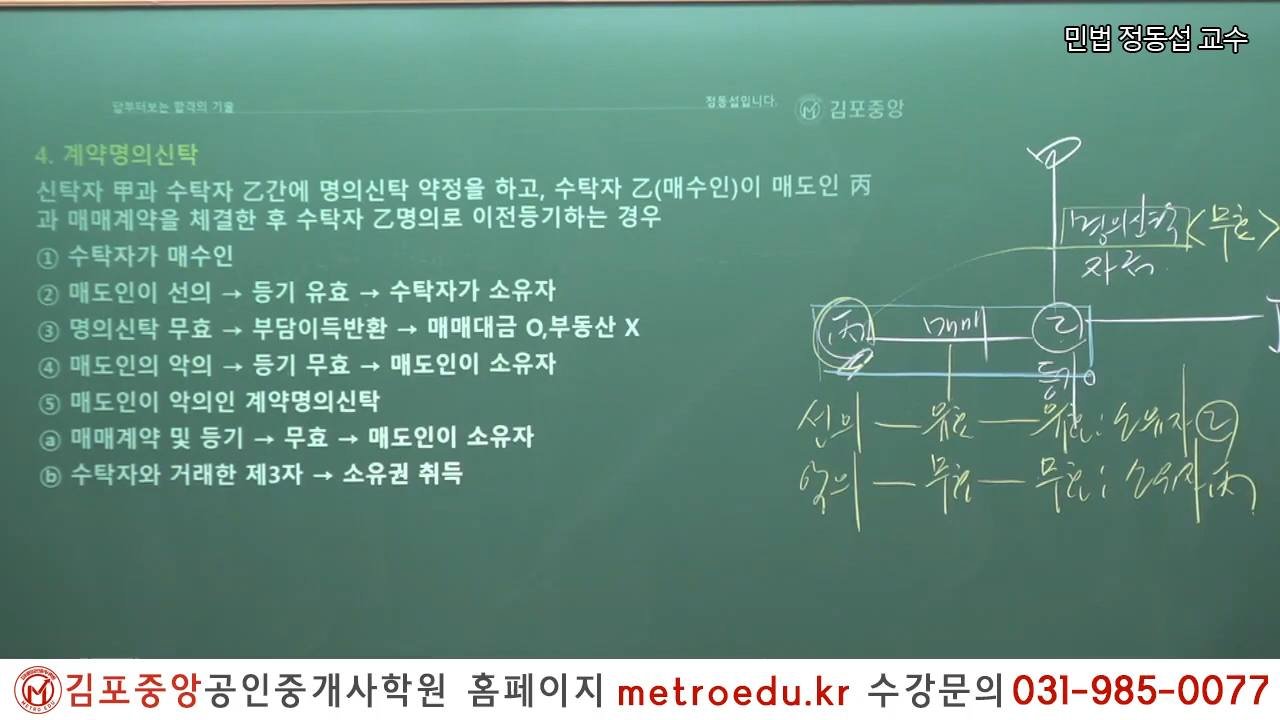 민법 정동섭 교수
답부터보는 합격의 기술
정동섭입니다.
김포중앙
4. 계약명의신탁
신탁자 甲과 수탁자 乙간에 명의신탁 약정을 하고, 수탁자 乙(매수인)이 매도인 丙
과 매매계약을 체결한 후 수탁자 乙명의로 이전등기하는 경우
① 수탁자가 매수인
② 매도인이 선의 → 등기 유효 → 수탁자가 소유자
③ 명의신탁 무효 → 부당이득반환 → 매매대금 O,부동산 X
④ 매도인의 악의 → 등기 무효 → 매도인이 소유자
⑤ 매도인이 악의인 계약명의신탁
ⓐ 매매계약 및 등기 → 무효 → 매도인이 소유자
ⓑ 수탁자와 거래한 제3자 → 소유권 취득
명의신탁 <무효>
丙 매매 乙
등기
선의 — 유효 — 유효: 소유자 乙
악의 — 무효 — 무효: 소유자 丙
김포중앙공인중개사학원 홈페이지 metroedu.kr 수강문의 031-985-0077